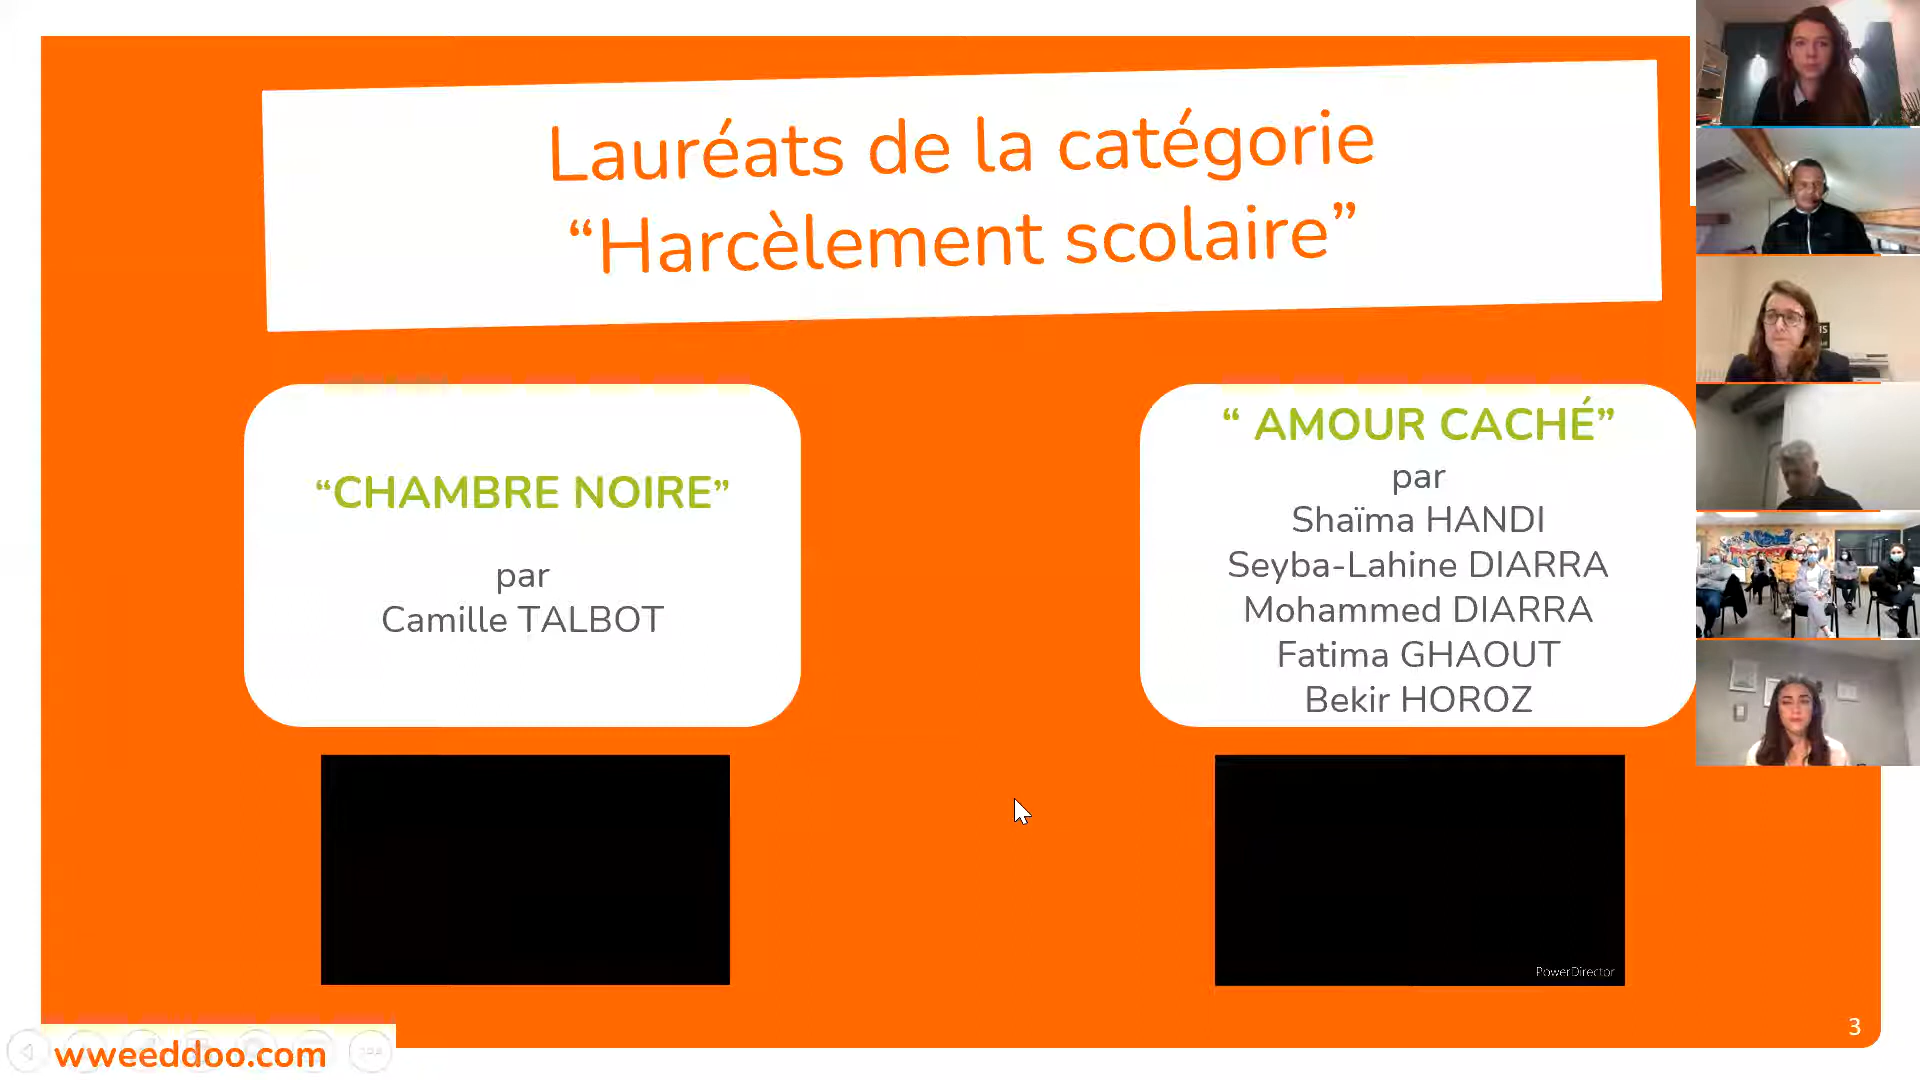 Lauréats de la catégorie
“Harcèlement scolaire”
“CHAMBRE NOIRE”
par
Camille TALBOT
“ AMOUR CACHÉ”
par
Shaïma HANDI
Seyba-Lahine DIARRA
Mohammed DIARRA
Fatima GHAOUT
Bekir HOROZ
PowerDirector
3
wweeddoo.com